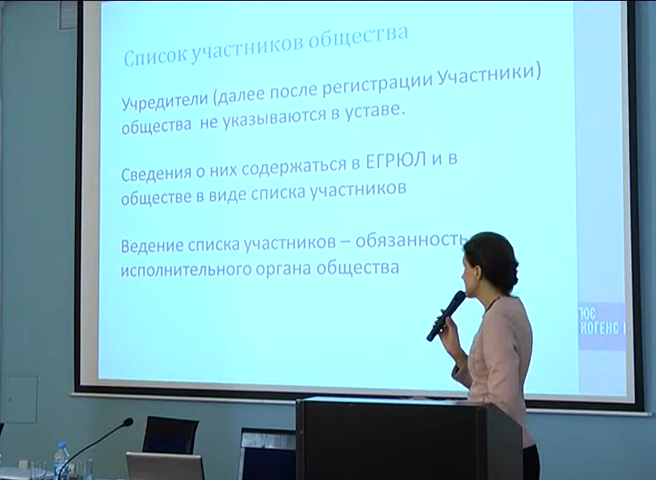 Список участников общества
Учредители (далее после регистрации Участники)
общества не указываются в уставе.
Сведения о них содержаться в ЕГРЮЛ и в
обществе в виде списка участников
Ведение списка участников – обязанность
исполнительного органа общества